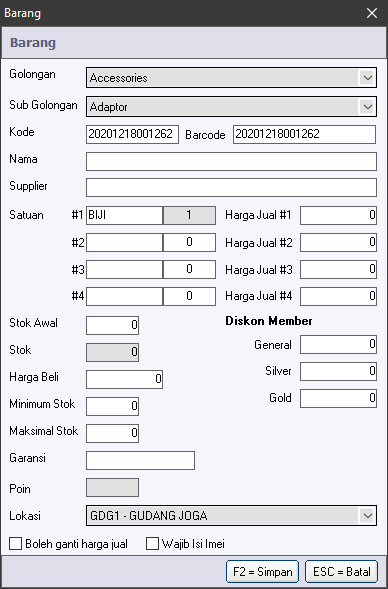 Barang
Barang
Golongan Accessories
Sub Golongan Adaptor
Kode 20201218001262 Barcode 20201218001262
Nama
Supplier
Satuan #1 BIJI 1 Harga Jual #1 0
#2 0 Harga Jual #2 0
#3 0 Harga Jual #3 0
#4 0 Harga Jual #4 0
Stok Awal 0 Diskon Member
Stok 0 General 0
Harga Beli 0 Silver 0
Minimum Stok 0 Gold 0
Maksimal Stok 0
Garansi
Poin
Lokasi GDG1 - GUDANG JOGA
Boleh ganti harga jual Wajib Isi Imei
F2 = Simpan ESC = Batal